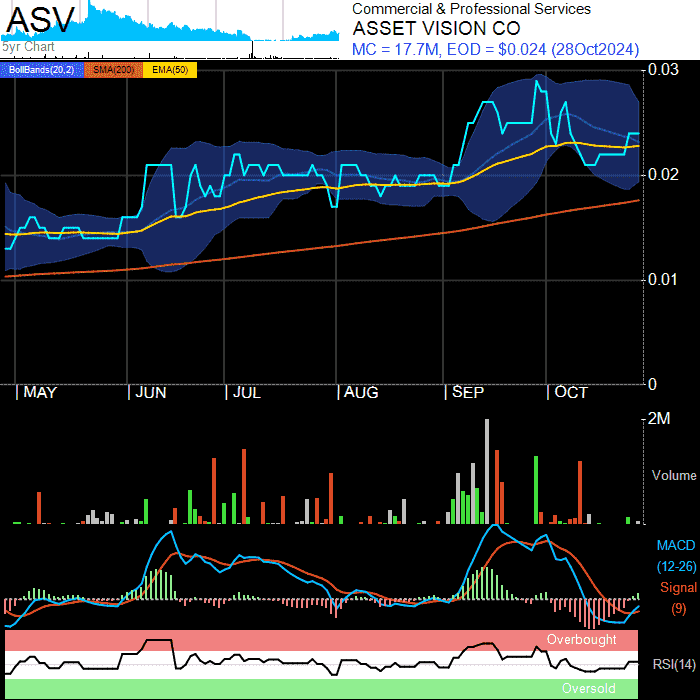 ASV
5yr Chart
Commercial & Professional Services
ASSET VISION CO
MC = 17.7M, EOD = $0.024 (28Oct2024)
BollBands(20,2) SMA(200) EMA(50)
0.03
0.02
0.01
0
MAY JUN JUL AUG SEP OCT
2M
Volume
MACD
(12-26)
Signal
(9)
Overbought
RSI(14)
Oversold